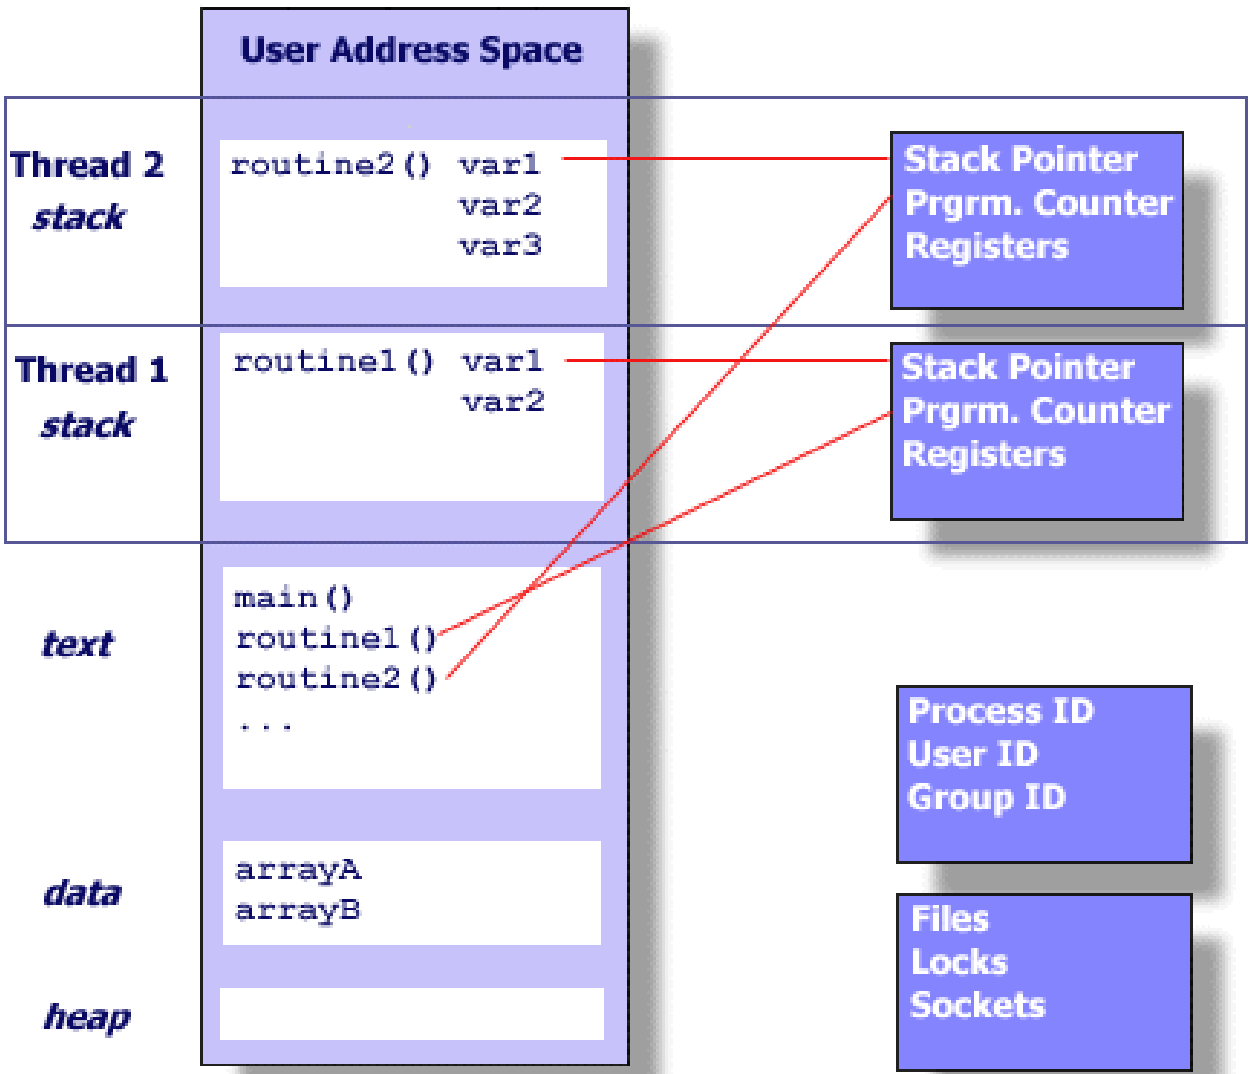 User Address Space
Thread 2
stack
routine2() var1
var2
var3
Stack Pointer
Prgrm. Counter
Registers
Thread 1
stack
routine1() var1
var2
Stack Pointer
Prgrm. Counter
Registers
text
main()
routine1()
routine2()
...
Process ID
User ID
Group ID
data
arrayA
arrayB
Files
Locks
Sockets
heap